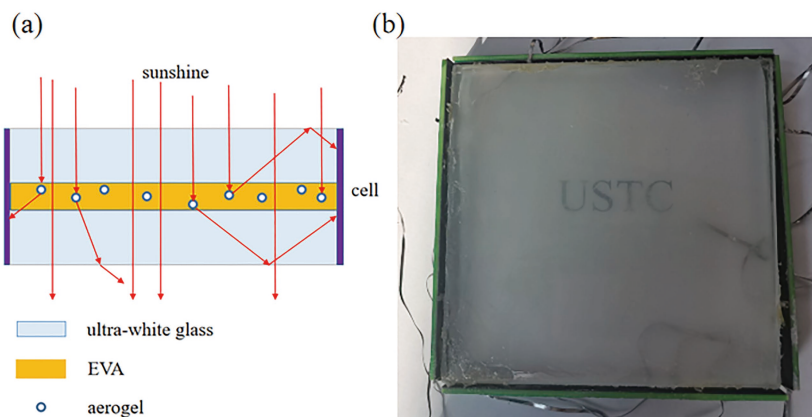 (a)
sunshine
cell
ultra-white glass
EVA
aerogel
(b)
USTC